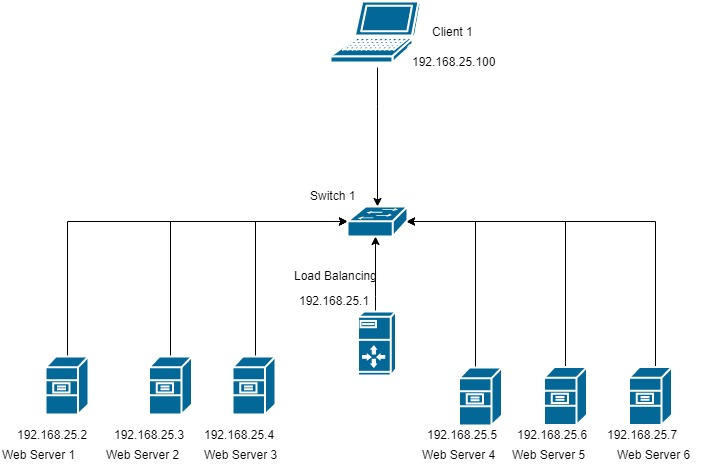 Client 1
192.168.25.100
Switch 1
Load Balancing
192.168.25.1
192.168.25.2
Web Server 1
192.168.25.3
Web Server 2
192.168.25.4
Web Server 3
192.168.25.5
Web Server 4
192.168.25.6
Web Server 5
192.168.25.7
Web Server 6